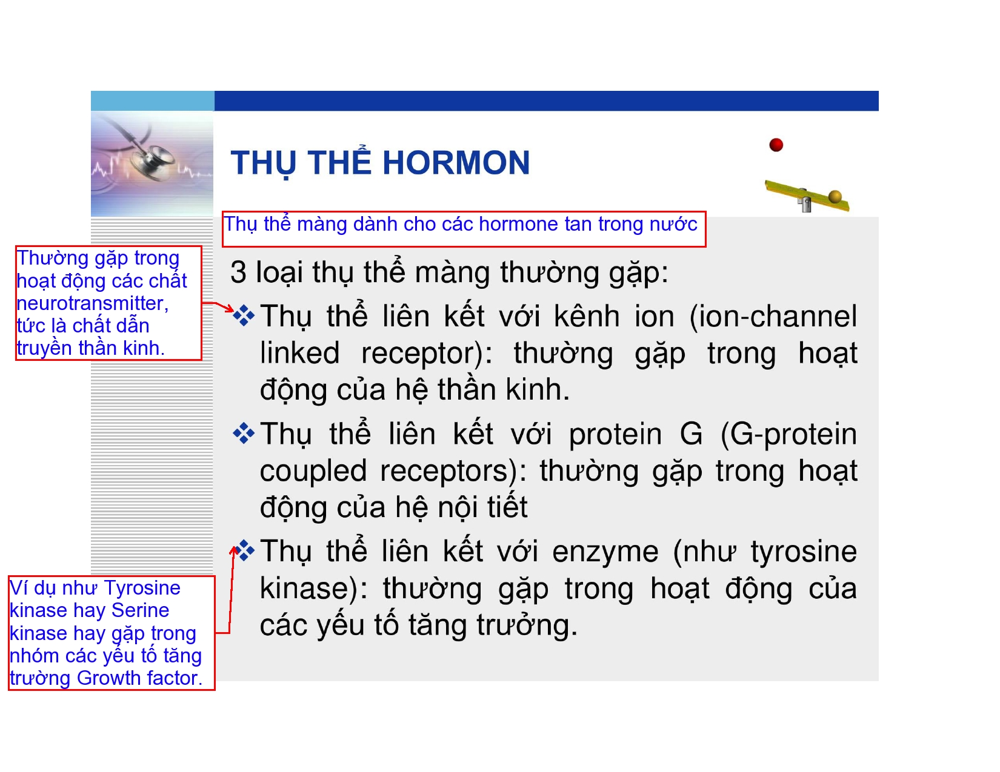 THỤ THỂ HORMON
Thụ thể màng dành cho các hormone tan trong nước
Thường gặp trong
hoạt động các chất
neurotransmitter,
tức là chất dẫn
truyền thần kinh.
3 loại thụ thể màng thường gặp:
Thụ thể liên kết với kênh ion (ion-channel
linked receptor): thường gặp trong hoạt
động của hệ thần kinh.
Thụ thể liên kết với protein G (G-protein
coupled receptors): thường gặp trong hoạt
động của hệ nội tiết
Thụ thể liên kết với enzyme (như tyrosine
kinase): thường gặp trong hoạt động của
các yếu tố tăng trưởng.
Ví dụ như Tyrosine
kinase hay Serine
kinase hay gặp trong
nhóm các yếu tố tăng
trường Growth factor.